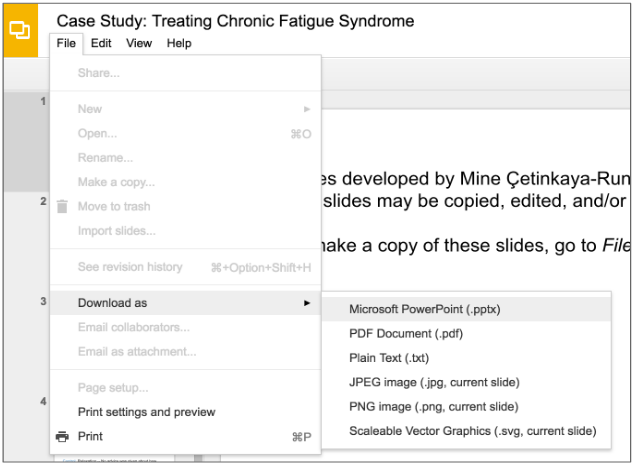 Case Study: Treating Chronic Fatigue Syndrome
File Edit View Help
Share...
1
New ►
Open... ⌘O
Rename...
Make a copy...
es developed by Mine Çetinkaya-Run
2
Move to trash
slides may be copied, edited, and/or
Import slides...
ake a copy of these slides, go to File
See revision history ⌘+Option+Shift+H
3
Download as ►
Microsoft PowerPoint (.pptx)
Email collaborators...
PDF Document (.pdf)
Email as attachment...
Plain Text (.txt)
JPEG image (.jpg, current slide)
4
Page setup...
PNG image (.png, current slide)
Print settings and preview
Scaleable Vector Graphics (.svg, current slide)
Print ⌘P